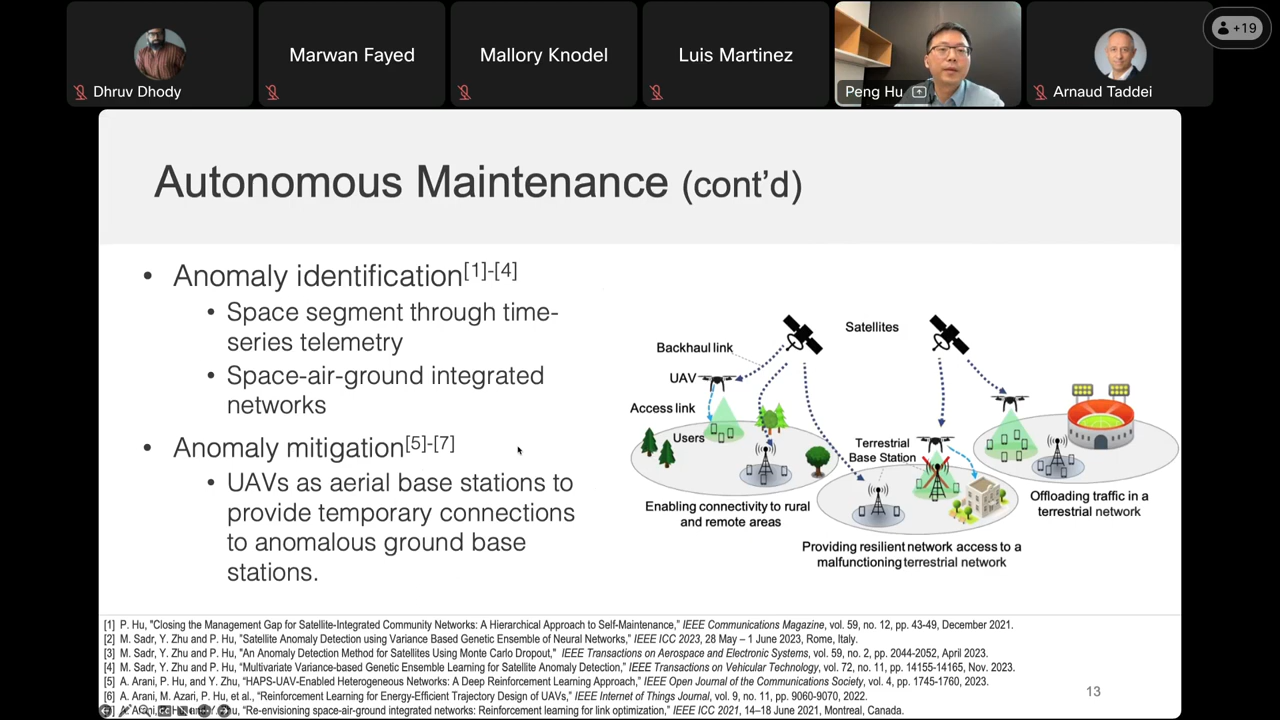 Dhruv Dhody
Marwan Fayed
Mallory Knodel
Luis Martinez
Peng Hu
Arnaud Taddei
+19
Autonomous Maintenance (cont’d)
• Anomaly identification[1]-[4]
• Space segment through time-
series telemetry
• Space-air-ground integrated
networks
• Anomaly mitigation[5]-[7]
• UAVs as aerial base stations to
provide temporary connections
to anomalous ground base
stations.
Satellites
Backhaul link
UAV
Access link
Users
Terrestrial
Base Station
Enabling connectivity to rural
and remote areas
Providing resilient network access to a
malfunctioning terrestrial network
Offloading traffic in a
terrestrial network
[1] P. Hu, "Closing the Management Gap for Satellite-Integrated Community Networks: A Hierarchical Approach to Self-Maintenance," IEEE Communications Magazine, vol. 59, no. 12, pp. 43-49, December 2021.
[2] M. Sadr, Y. Zhu and P. Hu, "Satellite Anomaly Detection using Variance Based Genetic Ensemble of Neural Networks," IEEE ICC 2023, 28 May – 1 June 2023, Rome, Italy.
[3] M. Sadr, Y. Zhu and P. Hu, "An Anomaly Detection Method for Satellites Using Monte Carlo Dropout," IEEE Transactions on Aerospace and Electronic Systems, vol. 59, no. 2, pp. 2044-2052, April 2023.
[4] M. Sadr, Y. Zhu and P. Hu, "Multivariate Variance-based Genetic Ensemble Learning for Satellite Anomaly Detection," IEEE Transactions on Vehicular Technology, vol. 72, no. 11, pp. 14155-14165, Nov. 2023.
[5] A. Arani, P. Hu, and Y. Zhu, “HAPS-UAV-Enabled Heterogeneous Networks: A Deep Reinforcement Learning Approach,” IEEE Open Journal of the Communications Society, vol. 4, pp. 1745-1760, 2023.
[6] A. Arani, M. Azari, P. Hu, et al., “Reinforcement Learning for Energy-Efficient Trajectory Design of UAVs,” IEEE Internet of Things Journal, vol. 9, no. 11, pp. 9060-9070, 2022.
“Re-envisioning space-air-ground integrated networks: Reinforcement learning for link optimization,” IEEE ICC 2021, 14–18 June 2021, Montreal, Canada.
13